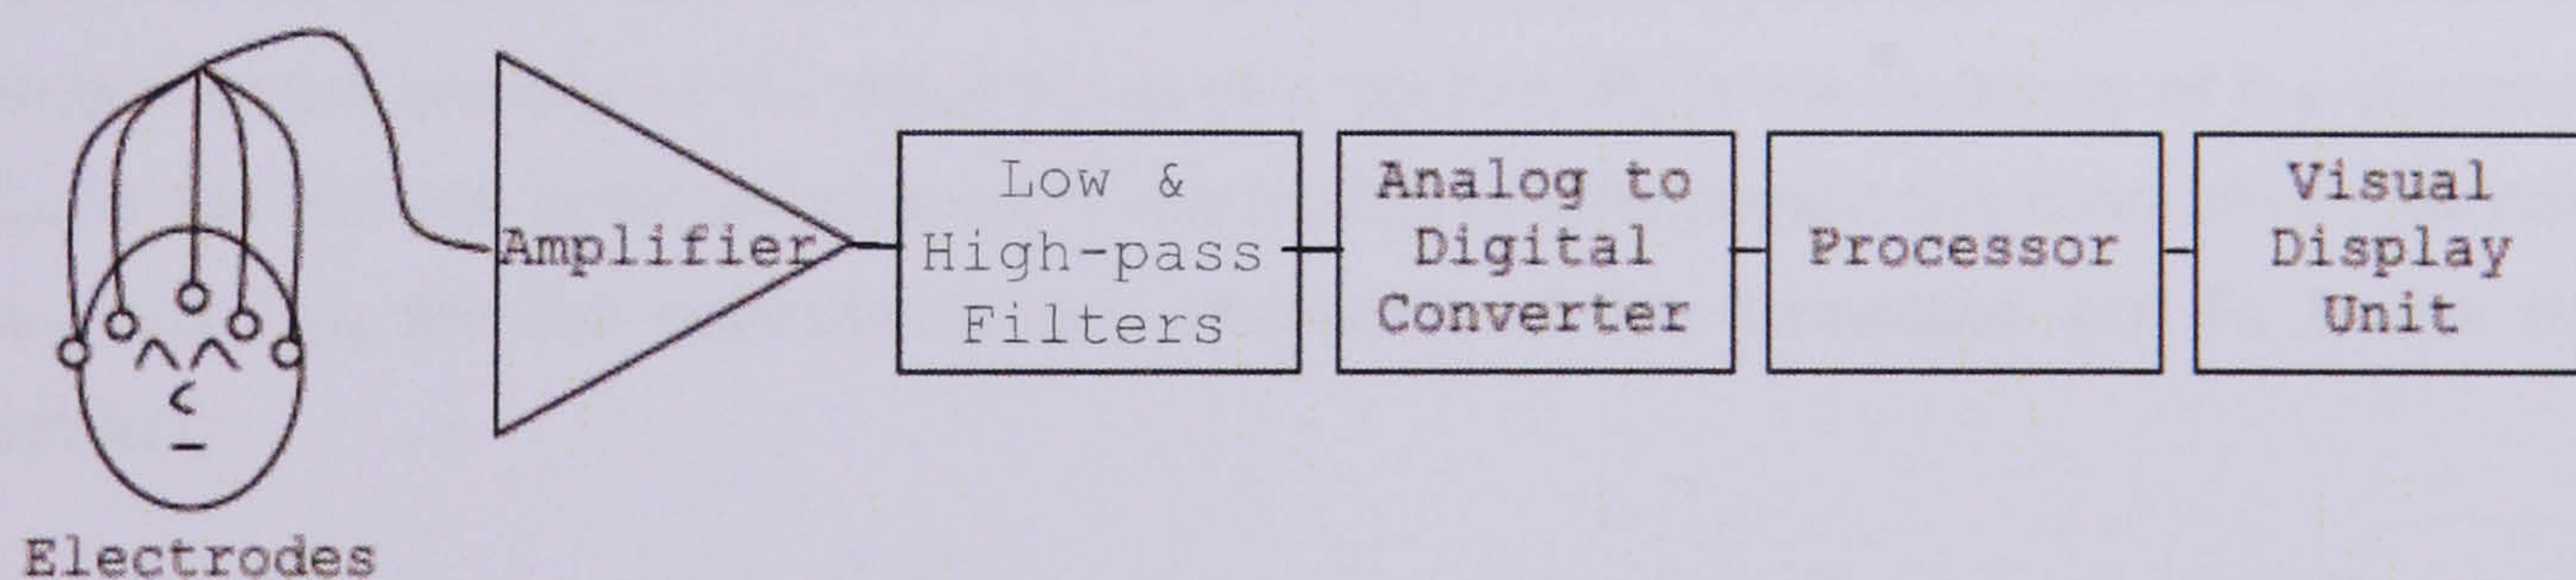 Amplifier
Low &
High-pass
Filters
Analog to
Digital
Converter
Processor
Visual
Display
Unit
Electrodes